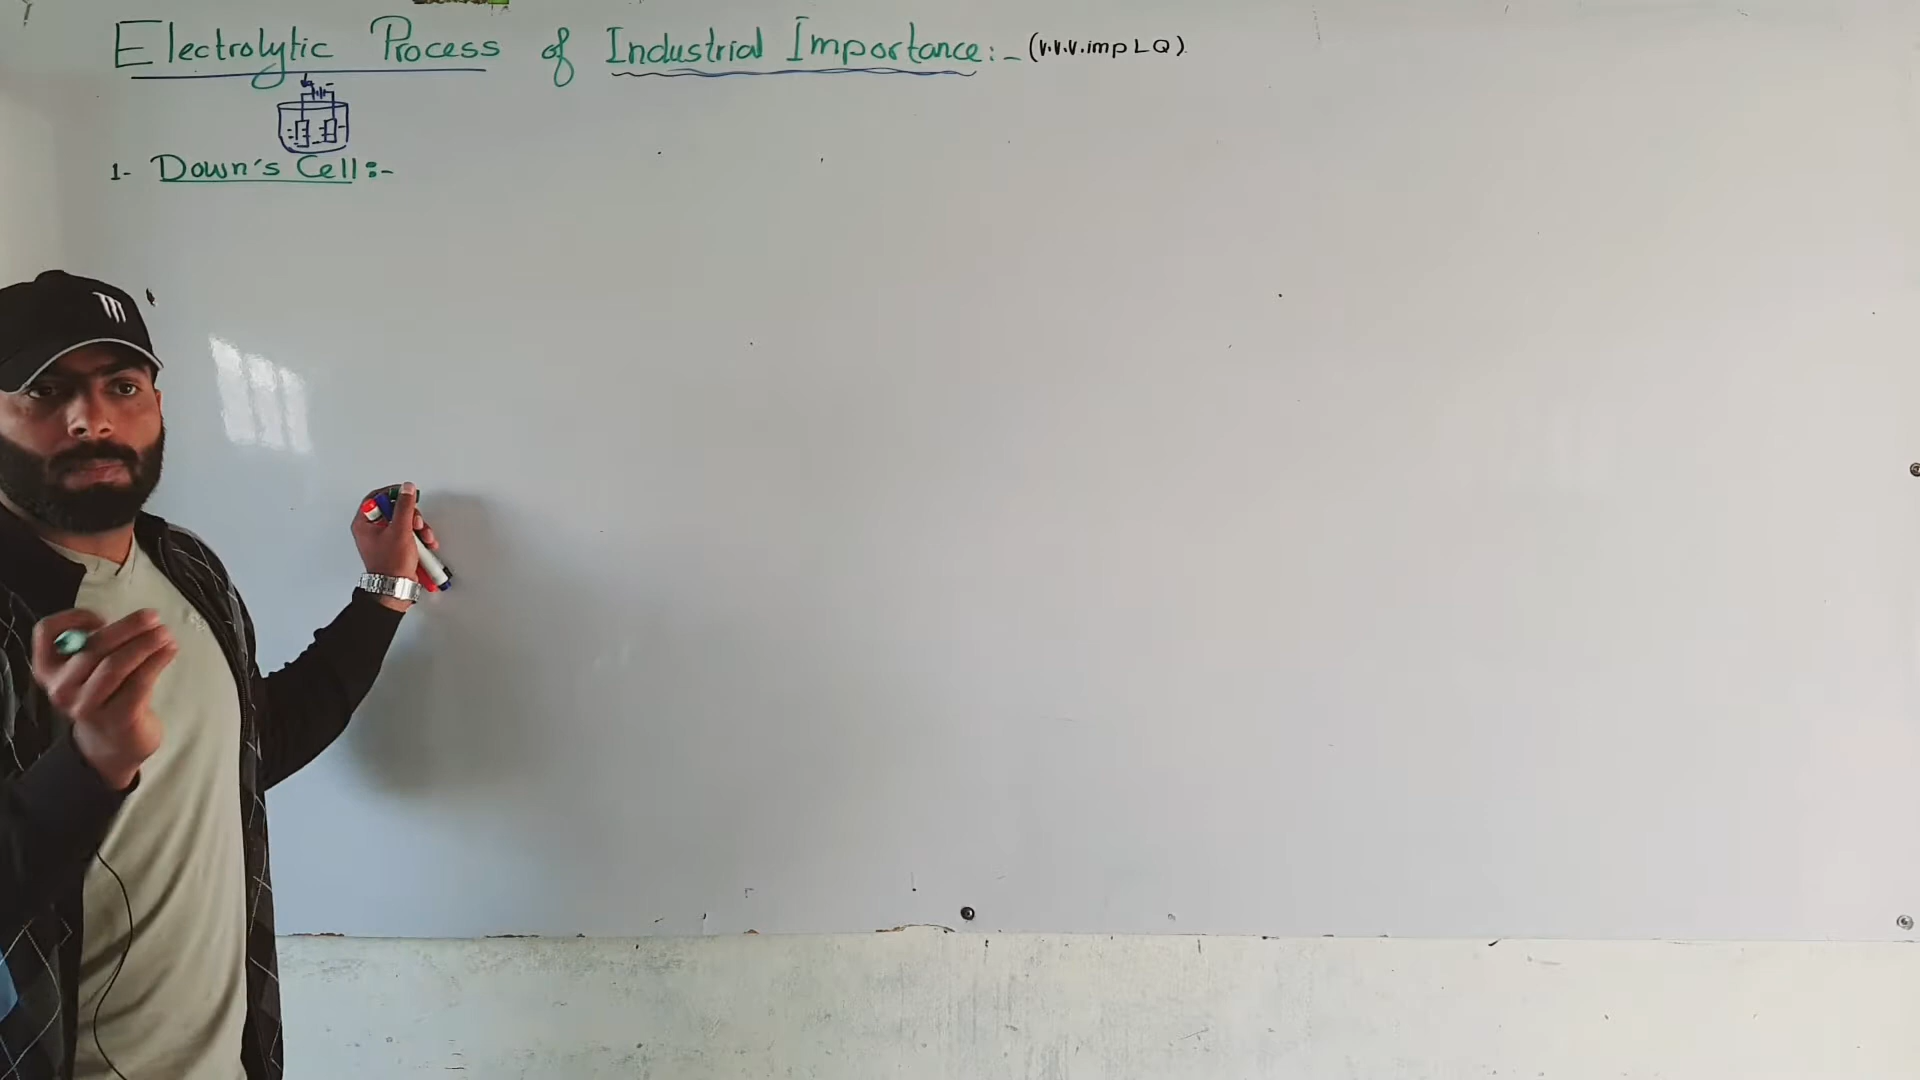 Electrolytic Process of Industrial Importance:- (V.V.V.imp LQ)
1- Down's Cell:-